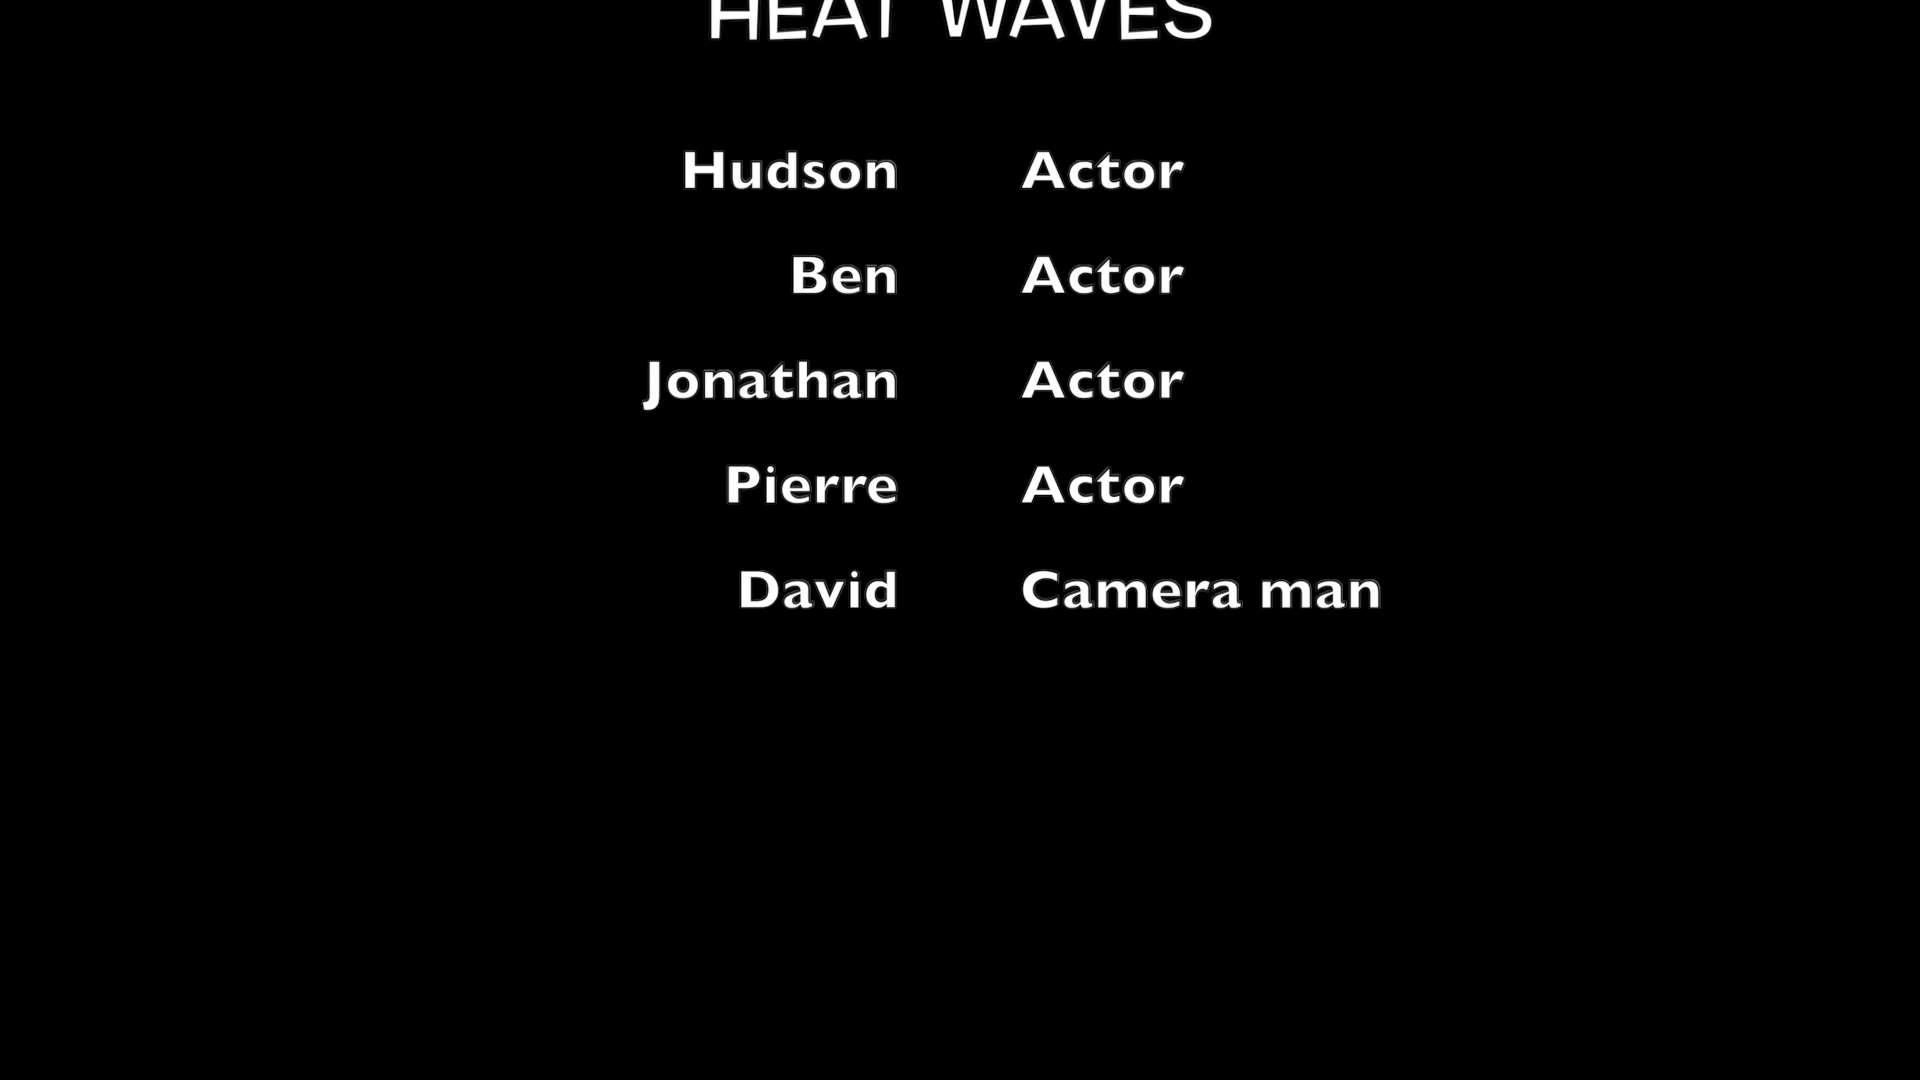 HEAT WAVES
Hudson Actor
Ben Actor
Jonathan Actor
Pierre Actor
David Camera man